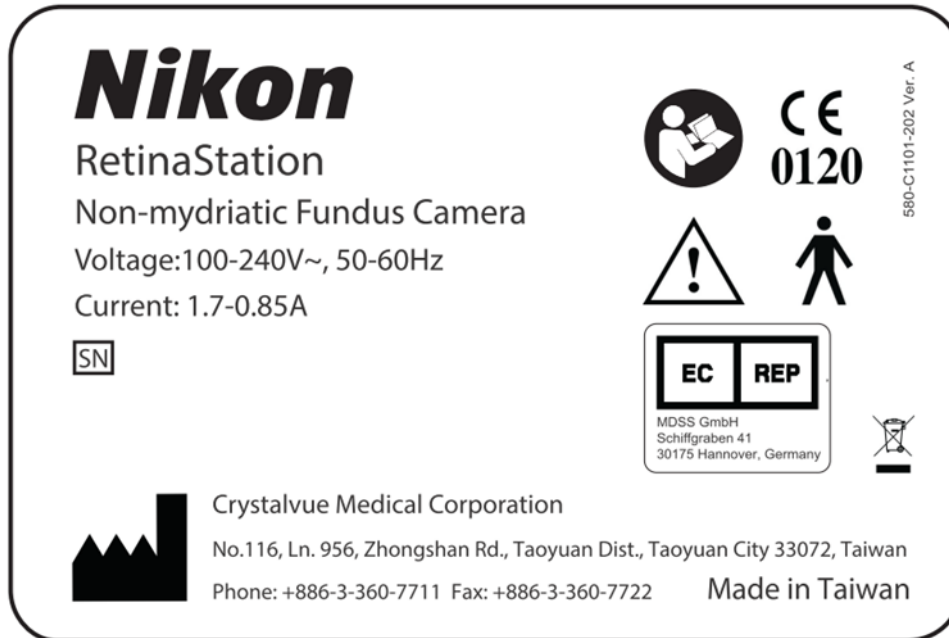 Nikon
RetinaStation
Non-mydriatic Fundus Camera
Voltage:100-240V~, 50-60Hz
Current: 1.7-0.85A
SN
CE
0120
580-C1101-202 Ver. A
EC REP
MDSS GmbH
Schiffgraben 41
30175 Hannover, Germany
Crystalvue Medical Corporation
No.116, Ln. 956, Zhongshan Rd., Taoyuan Dist., Taoyuan City 33072, Taiwan
Phone: +886-3-360-7711 Fax: +886-3-360-7722
Made in Taiwan